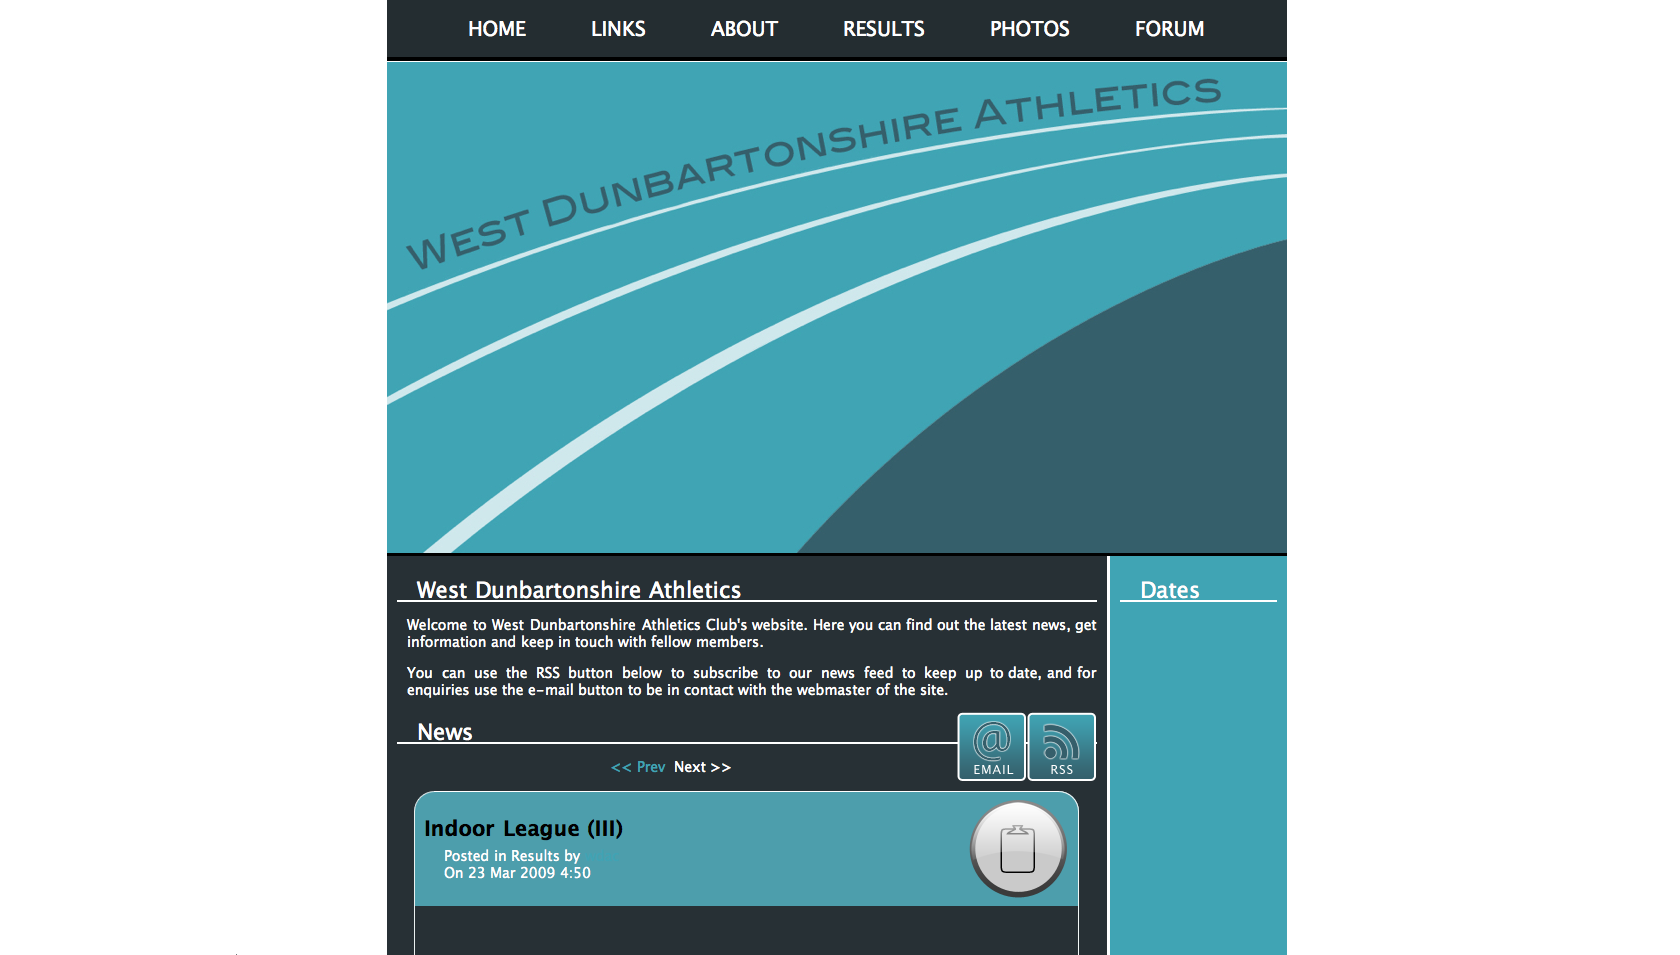 HOME LINKS ABOUT RESULTS PHOTOS FORUM
WEST DUNBARTONSHIRE ATHLETICS
West Dunbartonshire Athletics
Welcome to West Dunbartonshire Athletics Club's website. Here you can find out the latest news, get
information and keep in touch with fellow members.
You can use the RSS button below to subscribe to our news feed to keep up to date, and for
enquiries use the e-mail button to be in contact with the webmaster of the site.
News
@
EMAIL
RSS
<< Prev Next >>
Indoor League (III)
Posted in Results by
On 23 Mar 2009 4:50
Dates